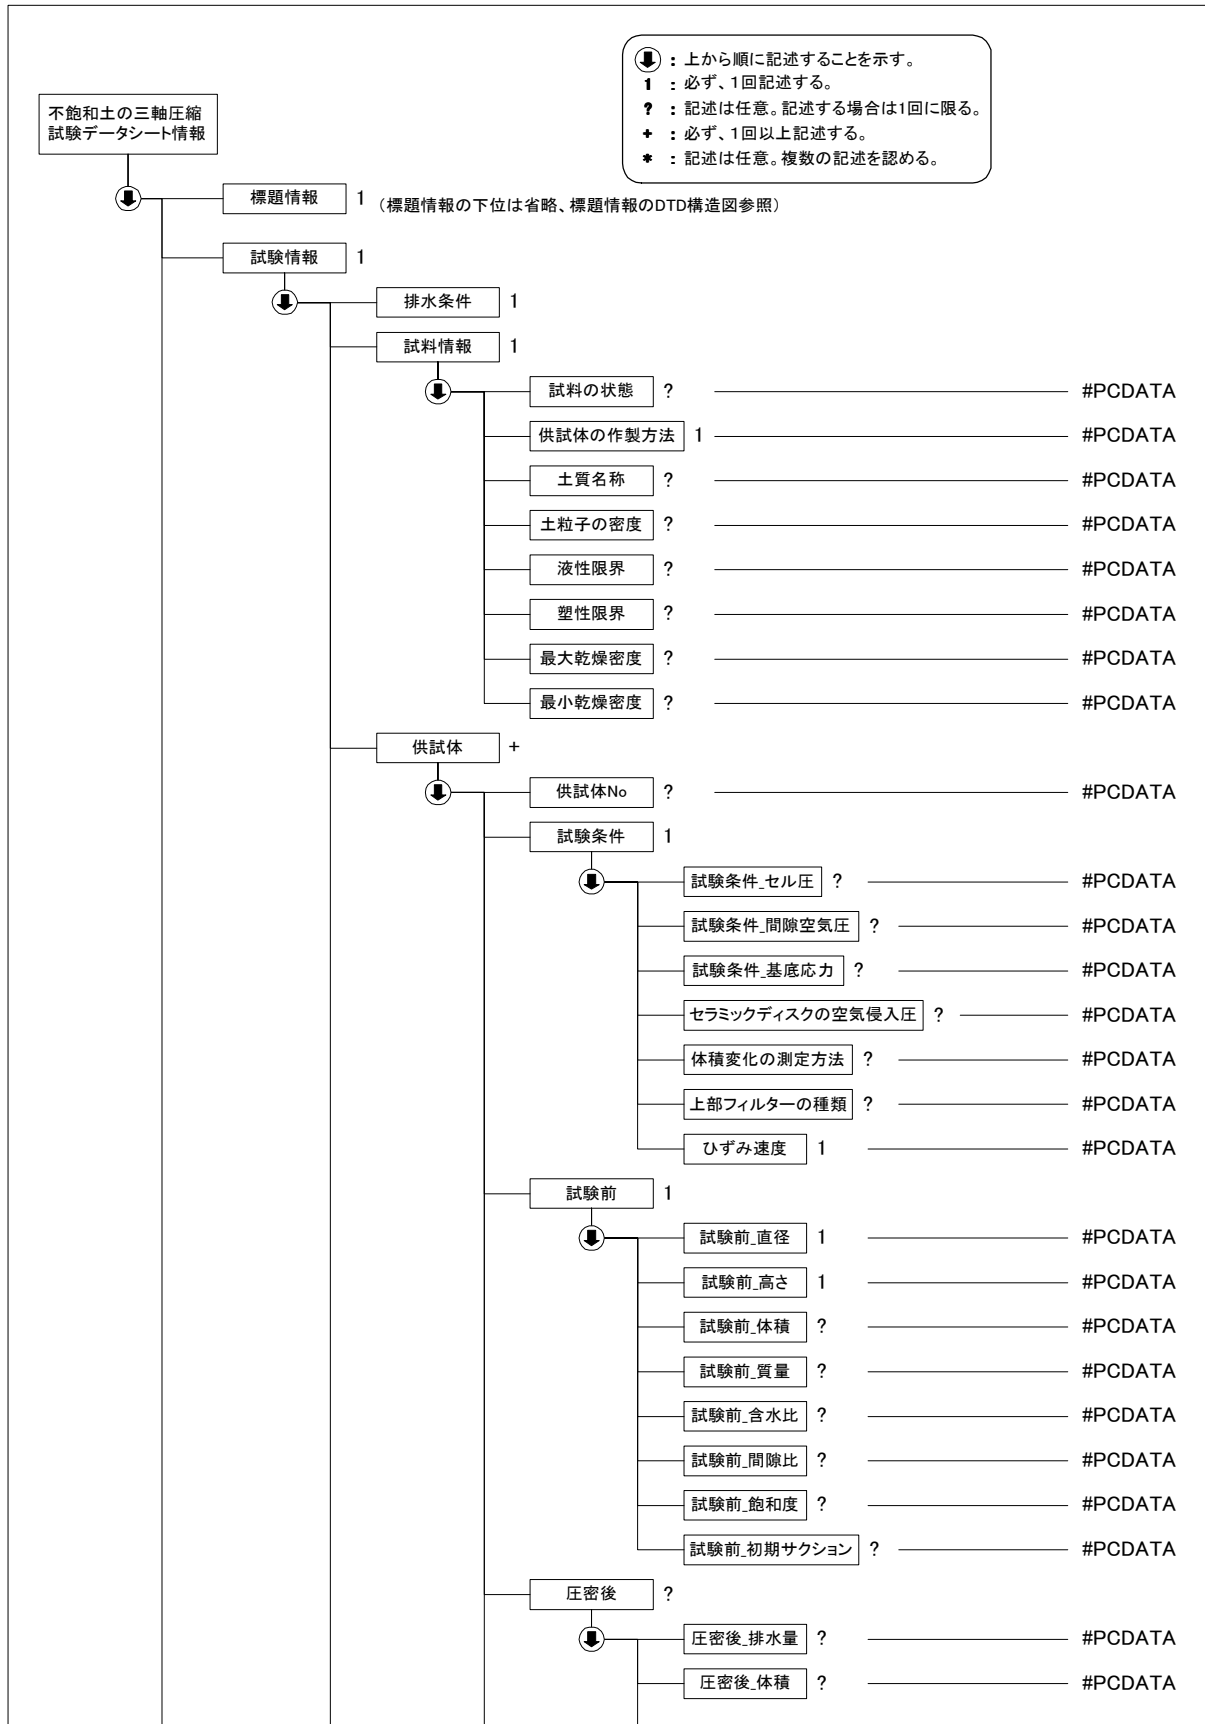 ：上から順に記述することを示す。
1 ：必ず、1回記述する。
? ：記述は任意。記述する場合は1回に限る。
+ ：必ず、1回以上記述する。
* ：記述は任意。複数の記述を認める。
不飽和土の三軸圧縮
試験データシート情報
標題情報 1 （標題情報の下位は省略、標題情報のDTD構造図参照）
試験情報 1
排水条件 1
試料情報 1
試料の状態 ? #PCDATA
供試体の作製方法 1 #PCDATA
土質名称 ? #PCDATA
土粒子の密度 ? #PCDATA
液性限界 ? #PCDATA
塑性限界 ? #PCDATA
最大乾燥密度 ? #PCDATA
最小乾燥密度 ? #PCDATA
供試体 +
供試体No ? #PCDATA
試験条件 1
試験条件_セル圧 ? #PCDATA
試験条件_間隙空気圧 ? #PCDATA
試験条件_基底応力 ? #PCDATA
セラミックディスクの空気侵入圧 ? #PCDATA
体積変化の測定方法 ? #PCDATA
上部フィルターの種類 ? #PCDATA
ひずみ速度 1 #PCDATA
試験前 1
試験前_直径 1 #PCDATA
試験前_高さ 1 #PCDATA
試験前_体積 ? #PCDATA
試験前_質量 ? #PCDATA
試験前_含水比 ? #PCDATA
試験前_間隙比 ? #PCDATA
試験前_飽和度 ? #PCDATA
試験前_初期サクション ? #PCDATA
圧密後 ?
圧密後_排水量 ? #PCDATA
圧密後_体積 ? #PCDATA